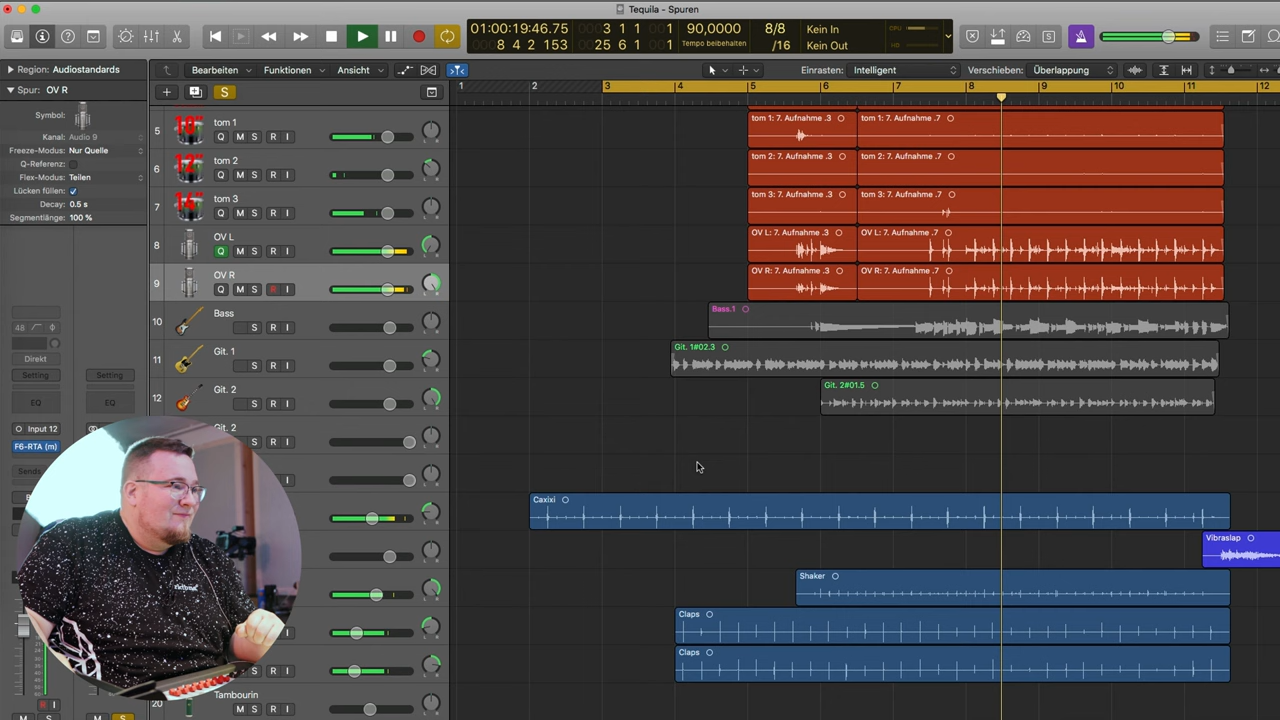 Tequila - Spuren
01:00:19:46.75
8 4 2 153
3 1 1 1
25 6 1 1
90,0000
Tempo beibehalten
8/8
/16
Kein In
Kein Out
CPU
HD
Region: Audiostandards
Bearbeiten
Funktionen
Ansicht
Einrasten: Intelligent
Verschieben: Überlappung
Spur: OV R
Symbol:
Kanal: Audio 9
Freeze-Modus: Nur Quelle
Q-Referenz:
Flex-Modus: Teilen
Lücken füllen:
Decay: 0.5 s
Segmentlänge: 100 %
S
1 2 3 4 5 6 7 8 9 10 11 12
5 10" tom 1
Q M S R I
tom 1: 7. Aufnahme .3
tom 1: 7. Aufnahme .7
6 12" tom 2
Q M S R I
tom 2: 7. Aufnahme .3
tom 2: 7. Aufnahme .7
7 14" tom 3
Q M S R I
tom 3: 7. Aufnahme .3
tom 3: 7. Aufnahme .7
8 OV L
Q M S R I
OV L: 7. Aufnahme .3
OV L: 7. Aufnahme .7
9 OV R
Q M S R I
OV R: 7. Aufnahme .3
OV R: 7. Aufnahme .7
10 Bass
S R I
Bass.1
11 Git. 1
S R I
Git. 1#02.3
12 Git. 2
S R I
Git. 2#01.5
Git. 2
S R I
I
Caxixi
Vibraslap
Shaker
Claps
I
Claps
S R I
20 Tambourin
Q M S R I
48
Direkt
Setting
Setting
EQ
EQ
Input 12
F6-RTA (m)
Sends
R I
M S M S